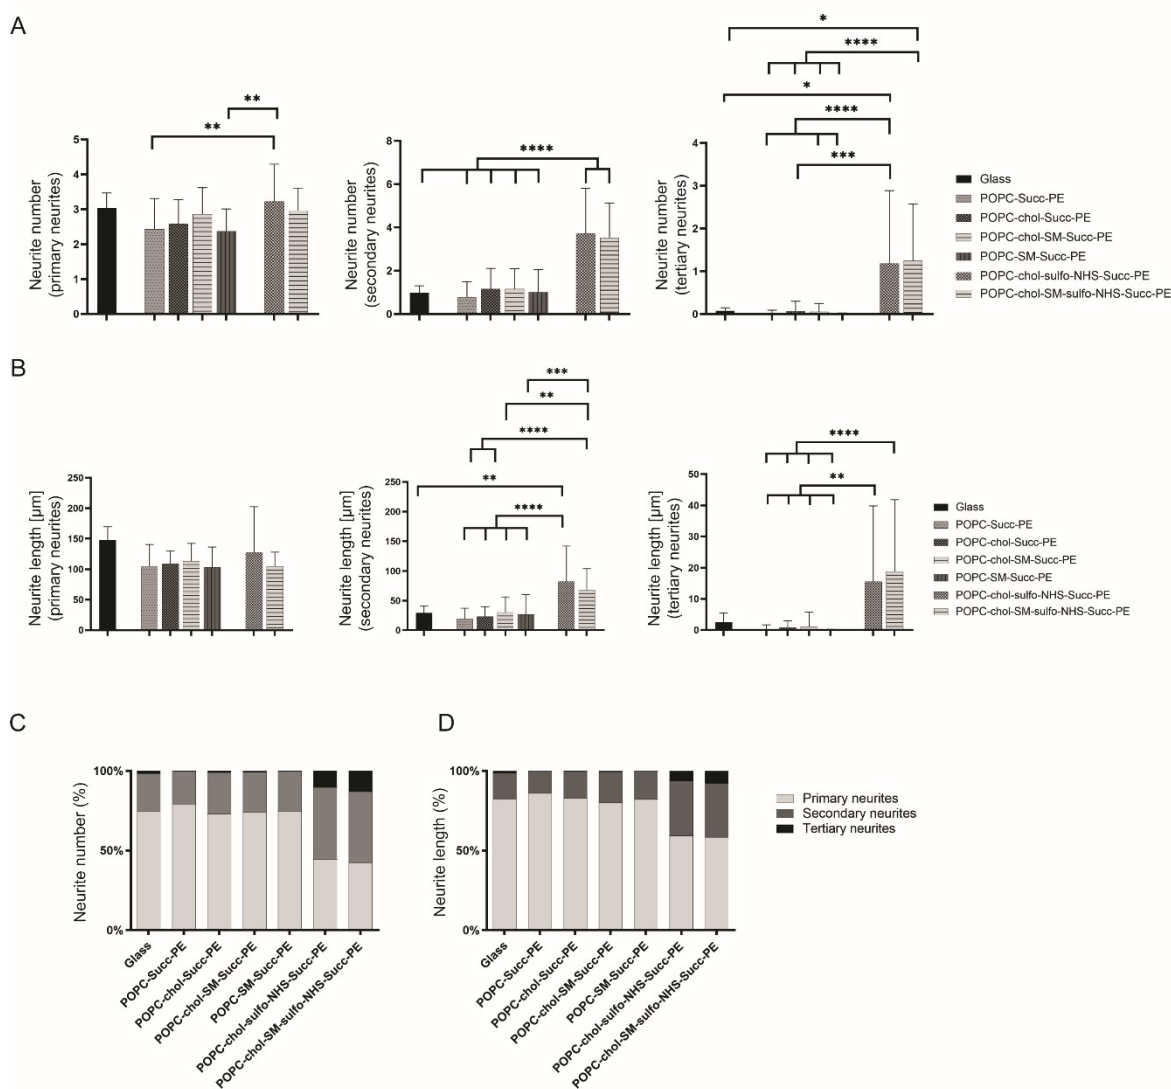 A
Neurite number
(primary neurites)
5
4
3
2
1
0
**
**
Neurite number
(secondary neurites)
8
6
4
2
0
****
Neurite number
(tertiary neurites)
4
3
2
1
0
*
****
*
****
***
Glass
POPC-Succ-PE
POPC-chol-Succ-PE
POPC-chol-SM-Succ-PE
POPC-SM-Succ-PE
POPC-chol-sulfo-NHS-Succ-PE
POPC-chol-SM-sulfo-NHS-Succ-PE
B
Neurite length [µm]
(primary neurites)
250
200
150
100
50
0
Neurite length [µm]
(secondary neurites)
250
200
150
100
50
0
***
**
****
**
****
Neurite length [µm]
(tertiary neurites)
50
40
30
20
10
0
****
**
Glass
POPC-Succ-PE
POPC-chol-Succ-PE
POPC-chol-SM-Succ-PE
POPC-SM-Succ-PE
POPC-chol-sulfo-NHS-Succ-PE
POPC-chol-SM-sulfo-NHS-Succ-PE
C
Neurite number (%)
100%
50%
0%
Glass
POPC-Succ-PE
POPC-chol-Succ-PE
POPC-chol-SM-Succ-PE
POPC-SM-Succ-PE
POPC-chol-sulfo-NHS-Succ-PE
POPC-chol-SM-sulfo-NHS-Succ-PE
D
Neurite length (%)
100%
50%
0%
Glass
POPC-Succ-PE
POPC-chol-Succ-PE
POPC-chol-SM-Succ-PE
POPC-SM-Succ-PE
POPC-chol-sulfo-NHS-Succ-PE
POPC-chol-SM-sulfo-NHS-Succ-PE
Primary neurites
Secondary neurites
Tertiary neurites